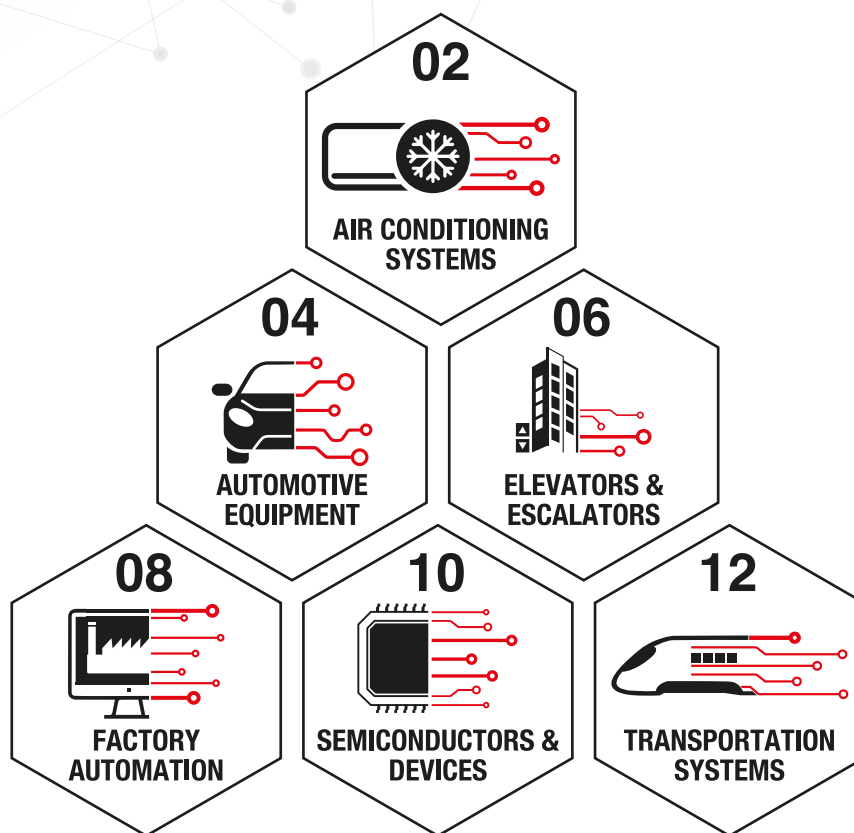 02
AIR CONDITIONING
SYSTEMS
04
AUTOMOTIVE
EQUIPMENT
06
ELEVATORS &
ESCALATORS
08
FACTORY
AUTOMATION
10
SEMICONDUCTORS &
DEVICES
12
TRANSPORTATION
SYSTEMS